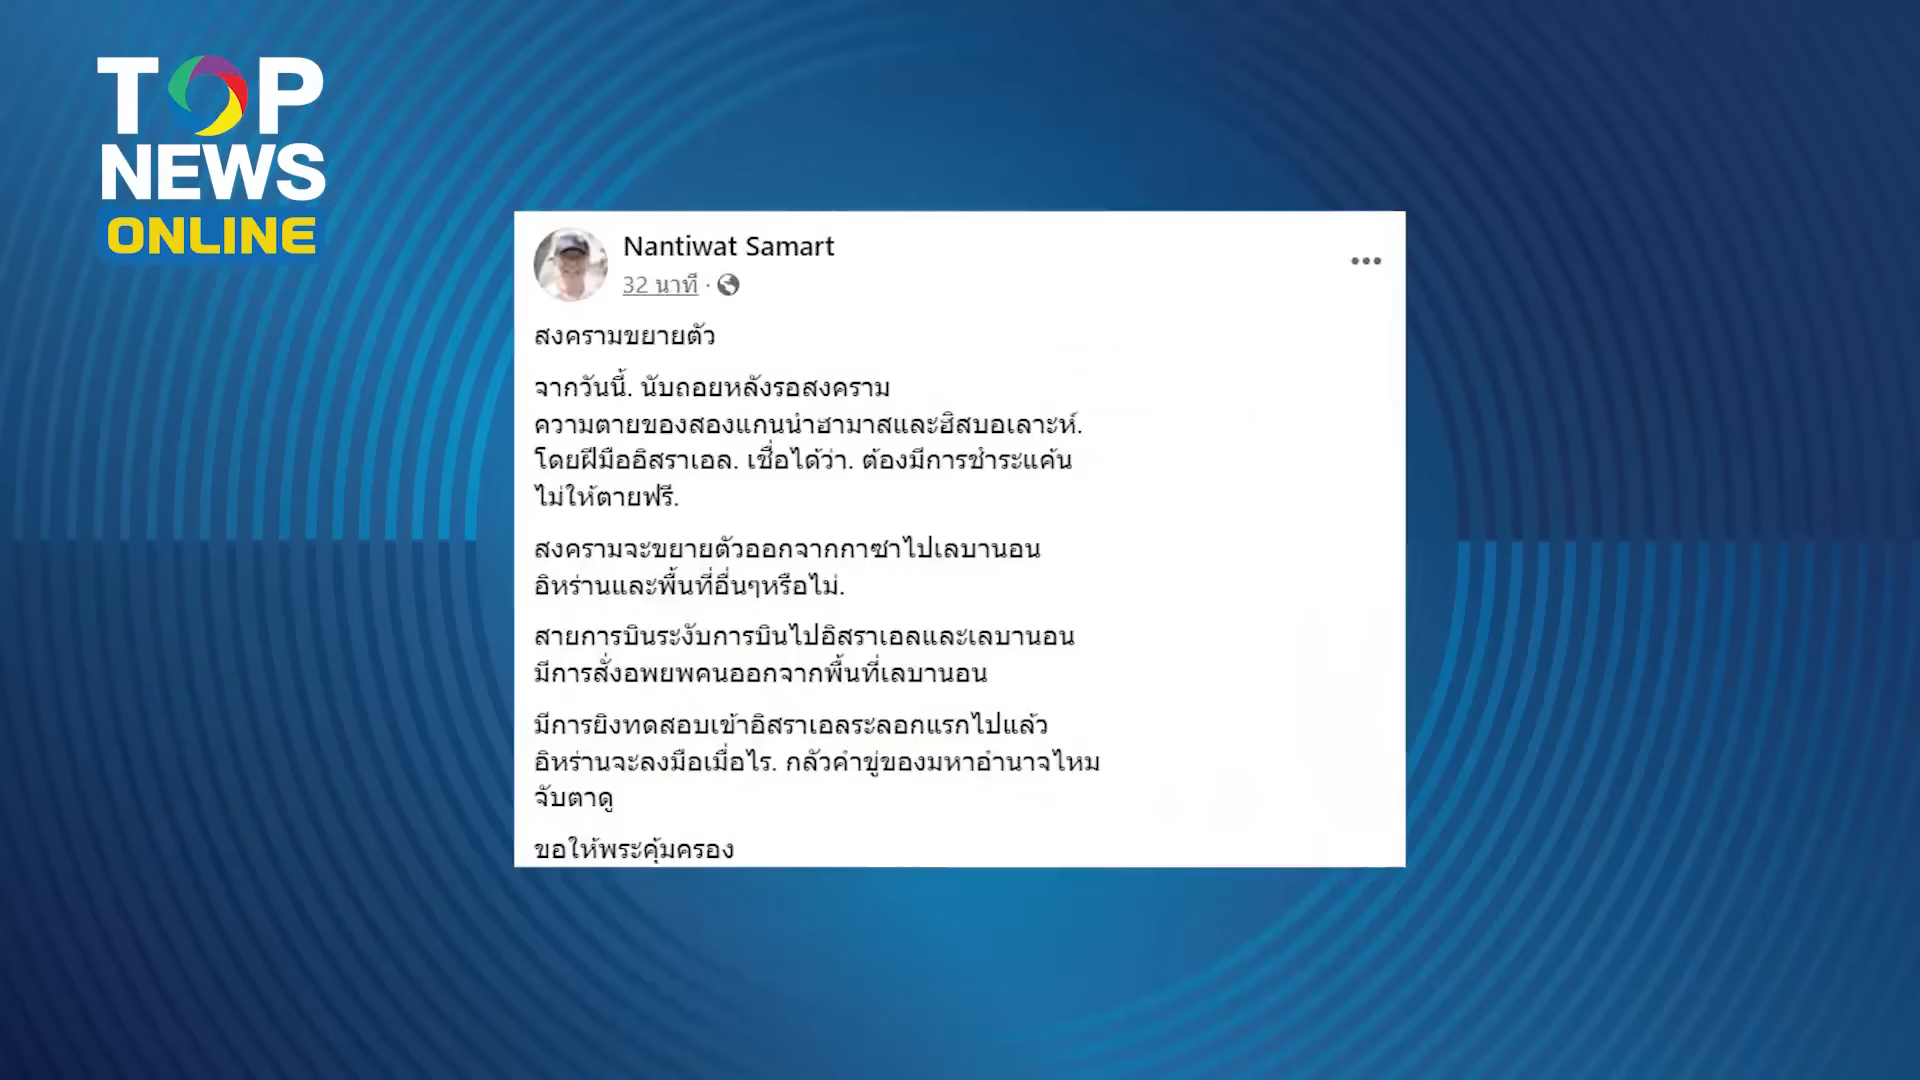 TOP
NEWS
ONLINE
Nantiwat Samart
32 นาที ·
สงครามขยายตัว
จากวันนี้. นับถอยหลังรอสงคราม
ความตายของสองแกนนำฮามาสและฮิสบอเลาะห์.
โดยฝีมืออิสราเอล. เชื่อได้ว่า. ต้องมีการชำระแค้น
ไม่ให้ตายฟรี.
สงครามจะขยายตัวออกจากกาซาไปเลบานอน
อิหร่านและพื้นที่อื่นๆหรือไม่.
สายการบินระงับการบินไปอิสราเอลและเลบานอน
มีการสั่งอพยพคนออกจากพื้นที่เลบานอน
มีการยิงทดสอบเข้าอิสราเอลระลอกแรกไปแล้ว
อิหร่านจะลงมือเมื่อไร. กลัวคำขู่ของมหาอำนาจไหม
จับตาดู
ขอให้พระคุ้มครอง